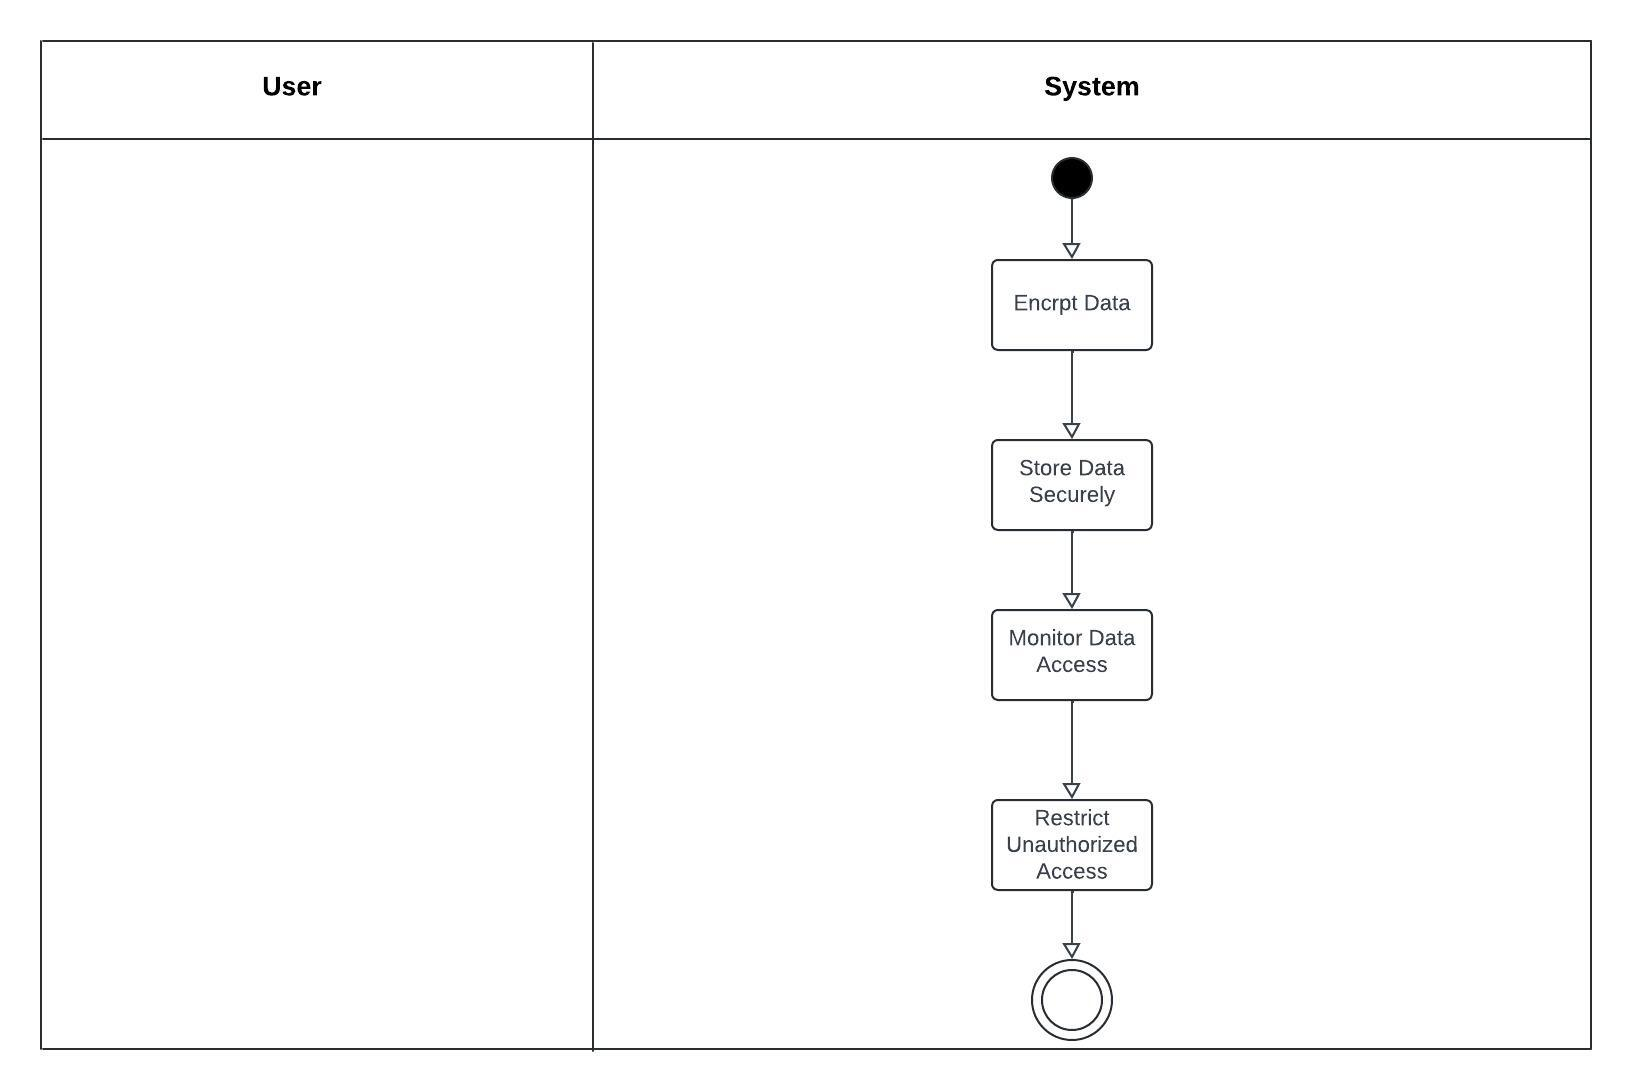 User
System
Encrpt Data
Store Data
Securely
Monitor Data
Access
Restrict
Unauthorized
Access